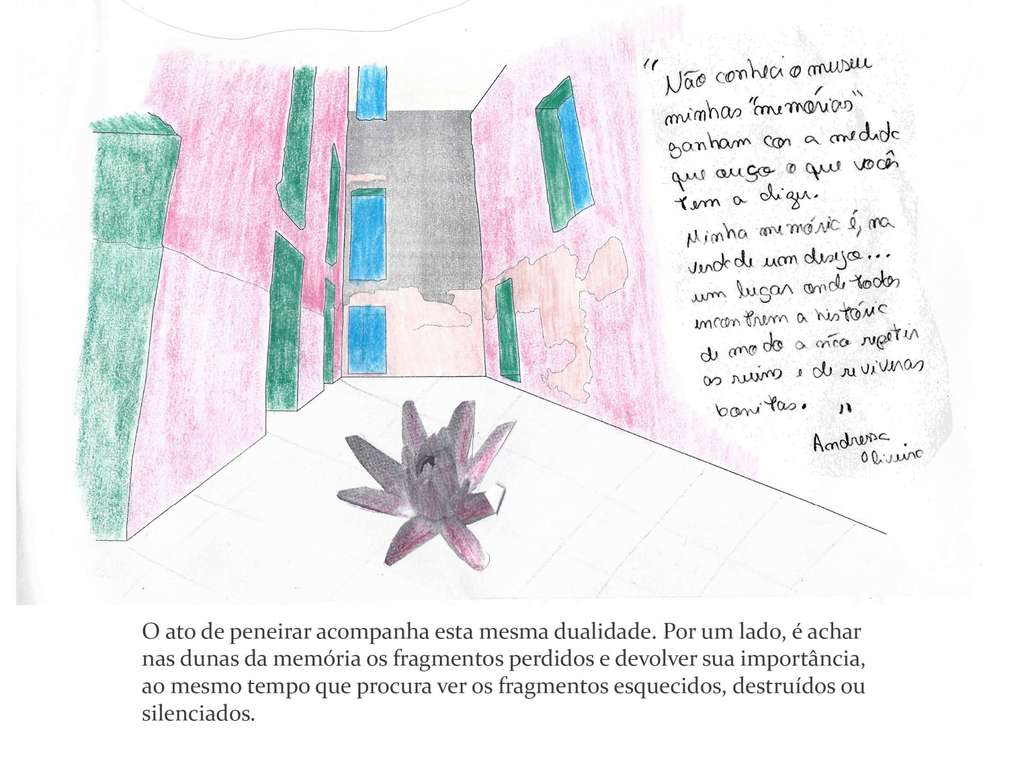 "Não conheci o museu
minhas "memórias"
ganham cor a medida
que ouço o que vocês
tem a dizer.
Minha memória é, na
verdade um desejo...
um lugar onde todos
encontrem a história
de modo a não repetir
as ruins e de reviver as
bonitas. "
Andressa
Oliveira
O ato de peneirar acompanha esta mesma dualidade. Por um lado, é achar
nas dunas da memória os fragmentos perdidos e devolver sua importância,
ao mesmo tempo que procura ver os fragmentos esquecidos, destruídos ou
silenciados.